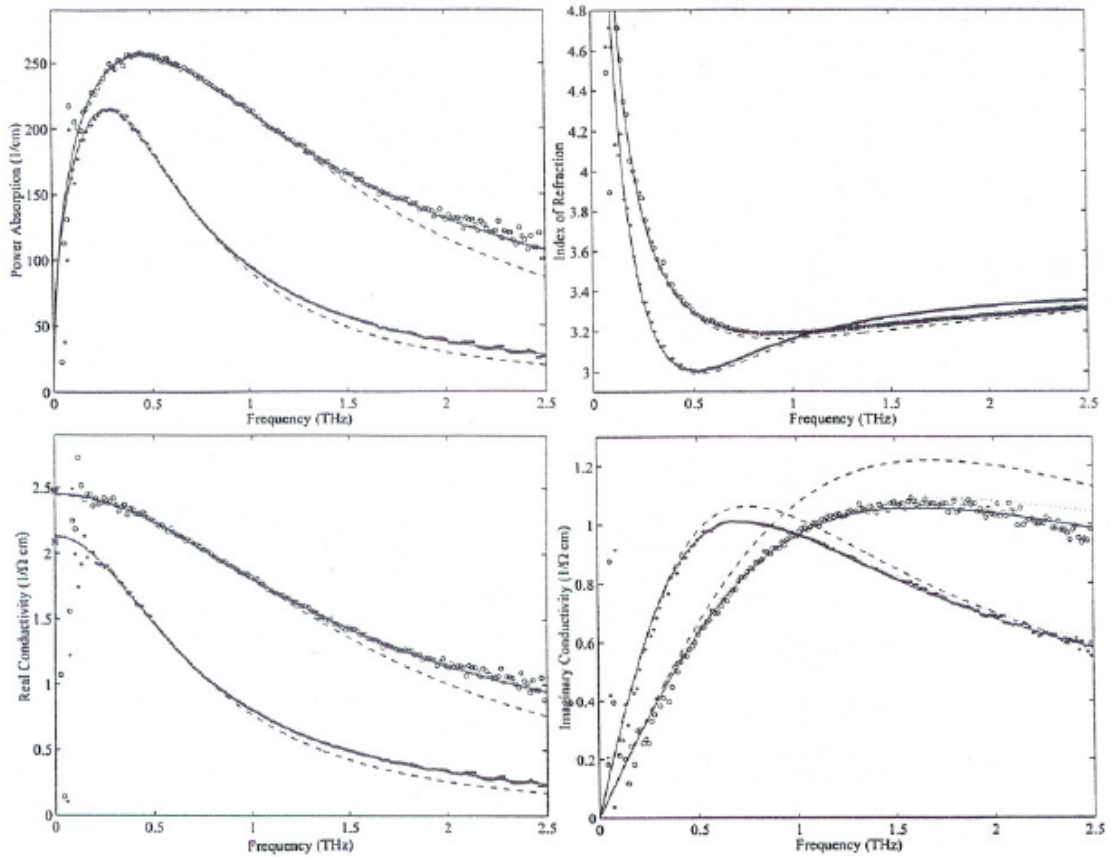 250
200
150
100
50
0
Power Absorption (1/cm)
0 0.5 1 1.5 2 2.5
Frequency (THz)
4.8
4.6
4.4
4.2
4
3.8
3.6
3.4
3.2
3
Index of Refraction
0 0.5 1 1.5 2 2.5
Frequency (THz)
2.5
2
1.5
1
0.5
0
Real Conductivity (1/Ω cm)
0 0.5 1 1.5 2 2.5
Frequency (THz)
1.2
1
0.8
0.6
0.4
0.2
0
Imaginary Conductivity (1/Ω cm)
0 0.5 1 1.5 2 2.5
Frequency (THz)